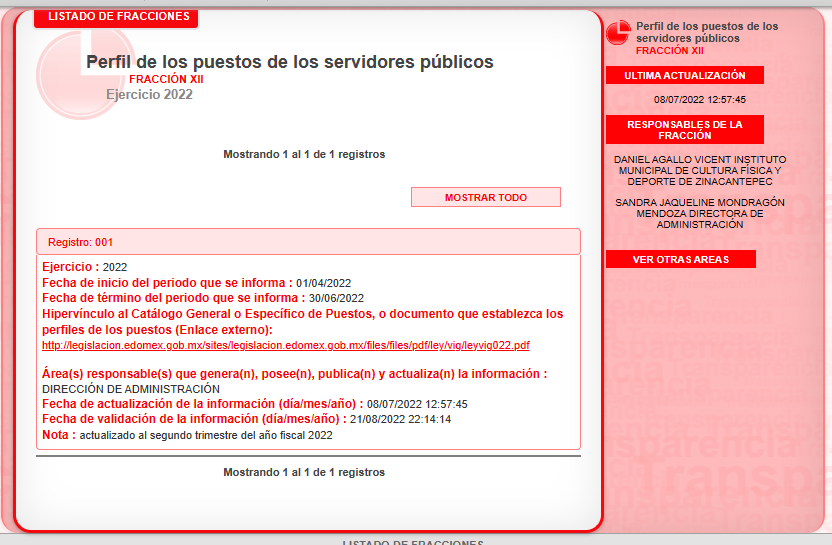 LISTADO DE FRACCIONES
Perfil de los puestos de los servidores públicos
FRACCIÓN XII
Ejercicio 2022
Mostrando 1 al 1 de 1 registros
MOSTRAR TODO
Registro: 001
Ejercicio : 2022
Fecha de inicio del periodo que se informa : 01/04/2022
Fecha de término del periodo que se informa : 30/06/2022
Hipervínculo al Catálogo General o Específico de Puestos, o documento que establezca los
perfiles de los puestos (Enlace externo):
http://legislacion.edomex.gob.mx/sites/legislacion.edomex.gob.mx/files/files/pdf/ley/vig/leyvig022.pdf
Área(s) responsable(s) que genera(n), posee(n), publica(n) y actualiza(n) la información :
DIRECCIÓN DE ADMINISTRACIÓN
Fecha de actualización de la información (día/mes/año) : 08/07/2022 12:57:45
Fecha de validación de la información (día/mes/año) : 21/08/2022 22:14:14
Nota : actualizado al segundo trimestre del año fiscal 2022
Mostrando 1 al 1 de 1 registros
Perfil de los puestos de los
servidores públicos
FRACCIÓN XII
ULTIMA ACTUALIZACIÓN
08/07/2022 12:57:45
RESPONSABLES DE LA
FRACCIÓN
DANIEL AGALLO VICENT INSTITUTO
MUNICIPAL DE CULTURA FÍSICA Y
DEPORTE DE ZINACANTEPEC
SANDRA JAQUELINE MONDRAGÓN
MENDOZA DIRECTORA DE
ADMINISTRACIÓN
VER OTRAS AREAS
LISTADO DE FRACCIONES